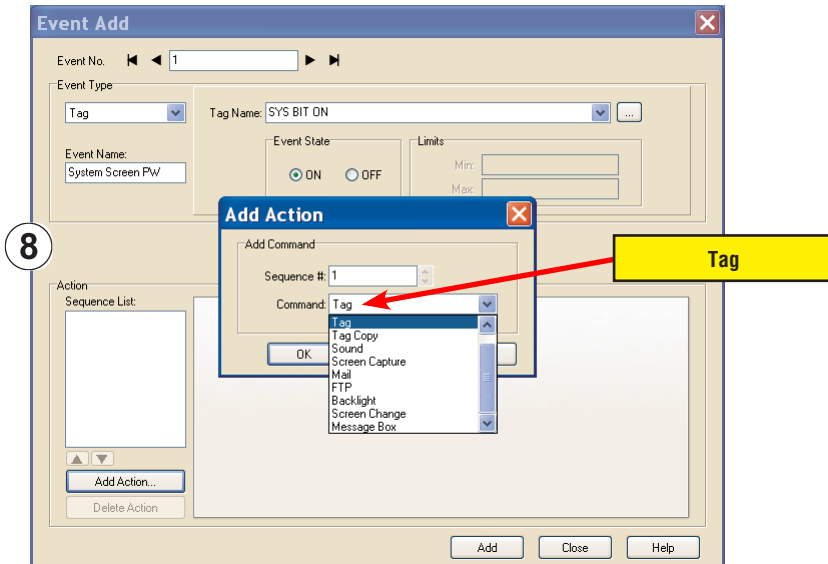 Event Add
Event No. 1
Event Type
Tag
Tag Name: SYS BIT ON ...
Event Name:
System Screen PW
Event State
ON OFF
Limits
Min:
Max:
8
Add Action
Add Command
Sequence #: 1
Command: Tag
Tag
Tag Copy
Sound
Screen Capture
Mail
FTP
Backlight
Screen Change
Message Box
OK
Tag
Action
Sequence List:
Add Action...
Delete Action
Add Close Help